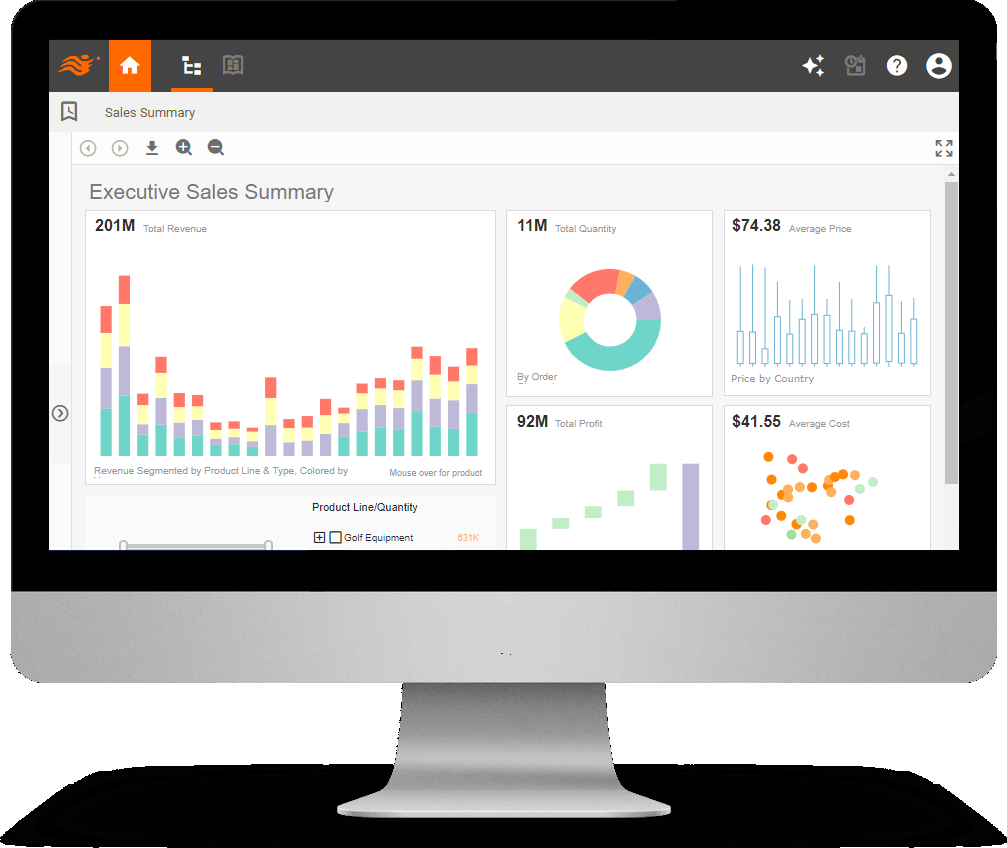 Sales Summary
Executive Sales Summary
201M Total Revenue
Revenue Segmented by Product Line & Type, Colored by
Mouse over for product
11M Total Quantity
By Order
$74.38 Average Price
Price by Country
Product Line/Quantity
Golf Equipment 631K
92M Total Profit
$41.55 Average Cost